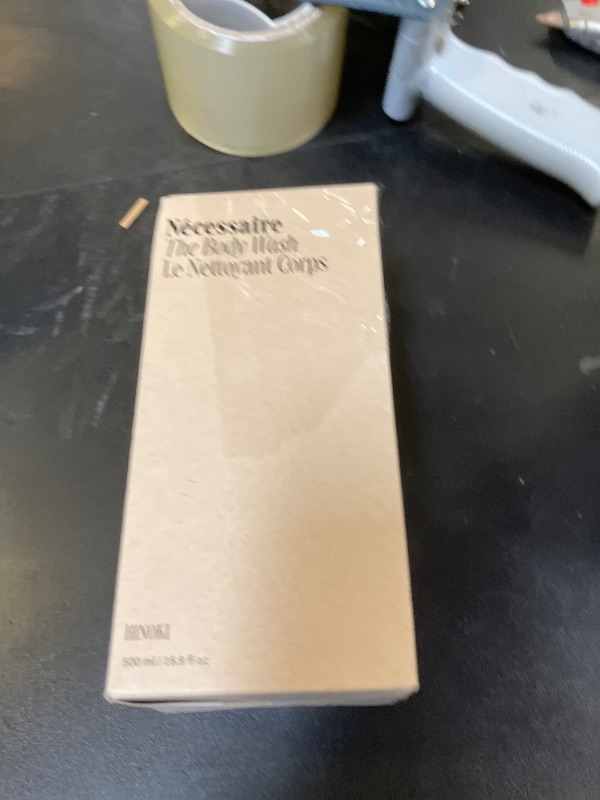 Nécessaire
The Body Wash
Le Nettoyant Corps
HINOKI
500 ml / 16.9 fl oz